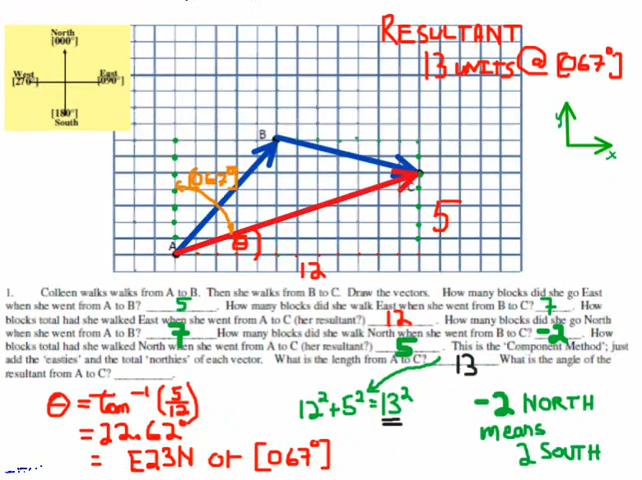 North
[000°]
West
[270°]
East
[090°]
[180°]
South
RESULTANT
13 UNITS @ [067°]
y
x
B
[067°]
C
A
θ
5
12
1. Colleen walks walks from A to B. Then she walks from B to C. Draw the vectors. How many blocks did she go East
when she went from A to B? 5. How many blocks did she walk East when she went from B to C? 7. How
blocks total had she walked East when she went from A to C (her resultant)? 12. How many blocks did she go North
when she went from A to B? 7 How many blocks did she walk North when she went from B to C? -2. How
blocks total had she walked North when she went from A to C (her resultant)? 5. This is the 'Component Method'; just
add the 'easties' and the total 'northies' of each vector. What is the length from A to C? 13 What is the angle of the
resultant from A to C? ________.
θ = tan⁻¹(5/12)
= 22.62°
= E23N or [067°]
12² + 5² = 13²
-2 NORTH
means
2 SOUTH